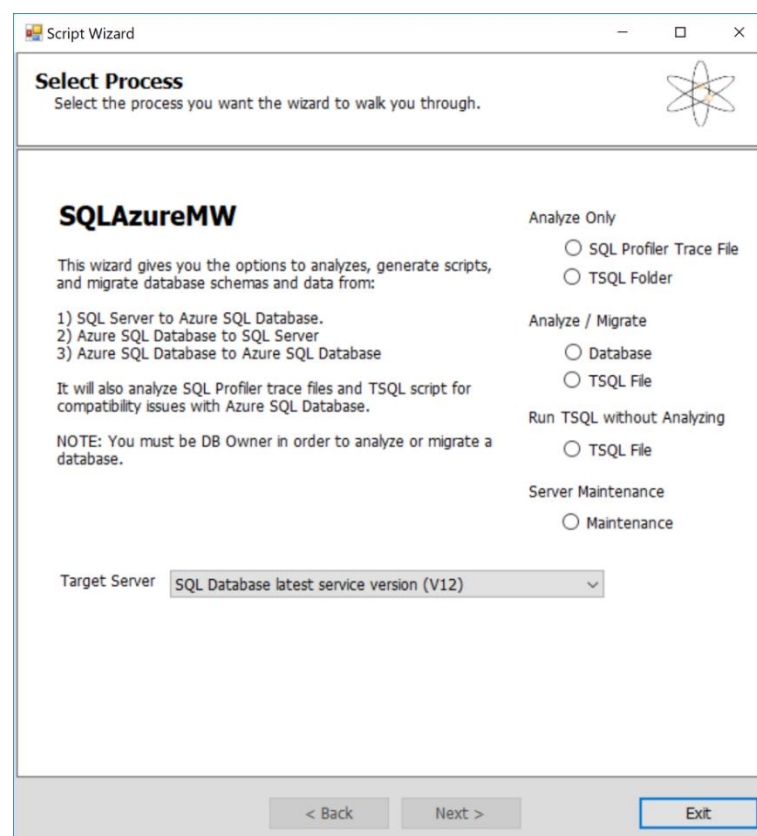 Script Wizard
Select Process
Select the process you want the wizard to walk you through.
SQLAzureMW
This wizard gives you the options to analyzes, generate scripts,
and migrate database schemas and data from:
1) SQL Server to Azure SQL Database.
2) Azure SQL Database to SQL Server
3) Azure SQL Database to Azure SQL Database
It will also analyze SQL Profiler trace files and TSQL script for
compatibility issues with Azure SQL Database.
NOTE: You must be DB Owner in order to analyze or migrate a
database.
Analyze Only
SQL Profiler Trace File
TSQL Folder
Analyze / Migrate
Database
TSQL File
Run TSQL without Analyzing
TSQL File
Server Maintenance
Maintenance
Target Server SQL Database latest service version (V12)
< Back Next > Exit